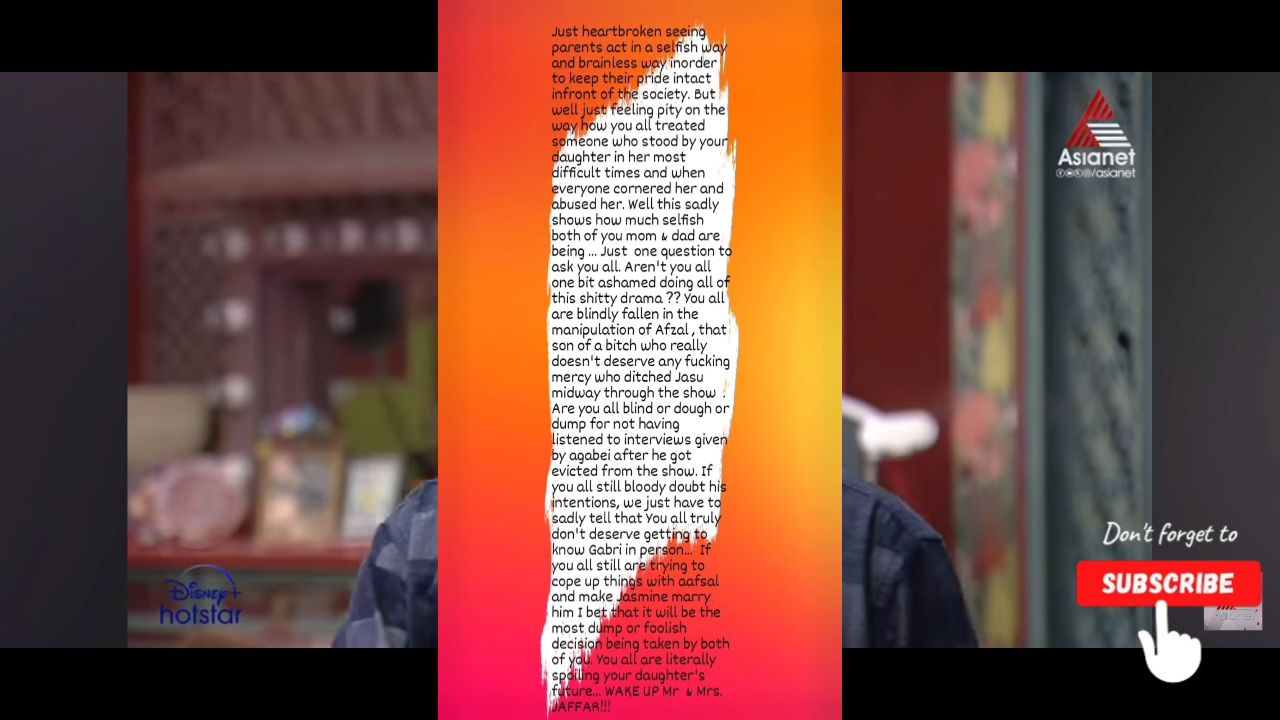 Just heartbroken seeing
parents act in a selfish way
and brainless way inorder
to keep their pride intact
infront of the society. But
well just feeling pity on the
way how you all treated
someone who stood by your
daughter in her most
difficult times and when
everyone cornered her and
abused her. Well this sadly
shows how much selfish
both of you mom & dad are
being ... Just one question to
ask you all. Aren't you all
one bit ashamed doing all of
this shitty drama ?? You all
are blindly fallen in the
manipulation of Afzal , that
son of a bitch who really
doesn't deserve any fucking
mercy who ditched Jasu
midway through the show .
Are you all blind or dough or
dump for not having
listened to interviews given
by agabei after he got
evicted from the show. If
you all still bloody doubt his
intentions, we just have to
sadly tell that You all truly
don't deserve getting to
know Gabri in person... If
you all still are trying to
cope up things with aafsal
and make Jasmine marry
him I bet that it will be the
most dump or foolish
decision being taken by both
of you. You all are literally
spoiling your daughter's
future... WAKE UP Mr & Mrs.
JAFFAR!!!
Asianet
/asianet
Disney+
hotstar
Don't forget to
SUBSCRIBE